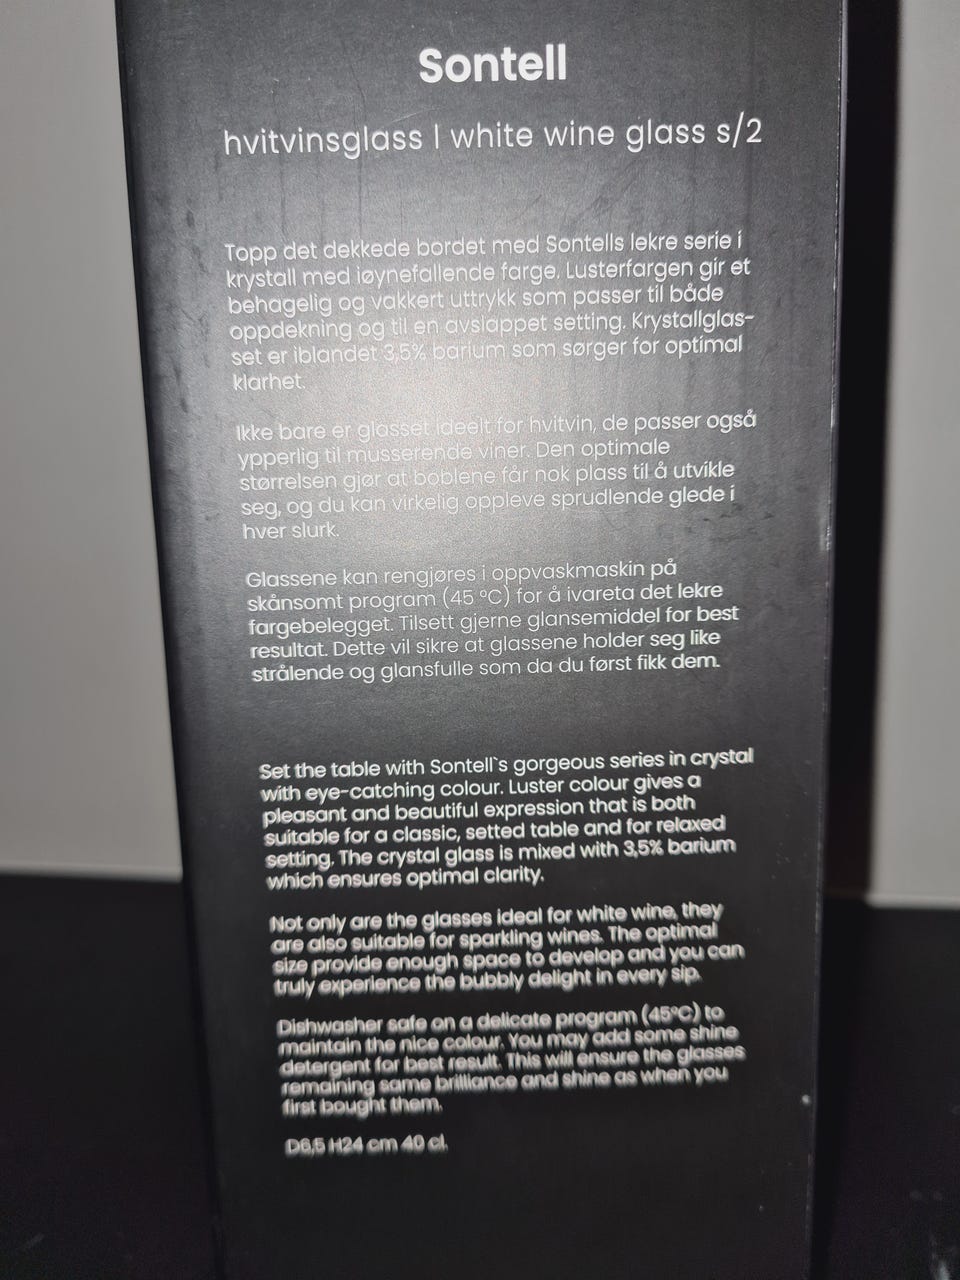 Sontell
hvitvinsglass | white wine glass s/2
Topp det dekkede bordet med Sontells lekre serie i
krystall med iøynefallende farge. Lusterfargen gir et
behagelig og vakkert uttrykk som passer til både
oppdekning og til en avslappet setting. Krystallglas-
set er iblandet 3,5% barium som sørger for optimal
klarhet.
Ikke bare er glasset ideelt for hvitvin, de passer også
ypperlig til musserende viner. Den optimale
størrelsen gjør at boblene får nok plass til å utvikle
seg, og du kan virkelig oppleve sprudlende glede i
hver slurk.
Glassene kan rengjøres i oppvaskmaskin på
skånsomt program (45 °C) for å ivareta det lekre
fargebelegget. Tilsett gjerne glansemiddel for best
resultat. Dette vil sikre at glassene holder seg like
strålende og glansfulle som da du først fikk dem.
Set the table with Sontell`s gorgeous series in crystal
with eye-catching colour. Luster colour gives a
pleasant and beautiful expression that is both
suitable for a classic, setted table and for relaxed
setting. The crystal glass is mixed with 3,5% barium
which ensures optimal clarity.
Not only are the glasses ideal for white wine, they
are also suitable for sparkling wines. The optimal
size provide enough space to develop and you can
truly experience the bubbly delight in every sip.
Dishwasher safe on a delicate program (45°C) to
maintain the nice colour. You may add some shine
detergent for best result. This will ensure the glasses
remaining same brilliance and shine as when you
first bought them.
D6,5 H24 cm 40 cl.